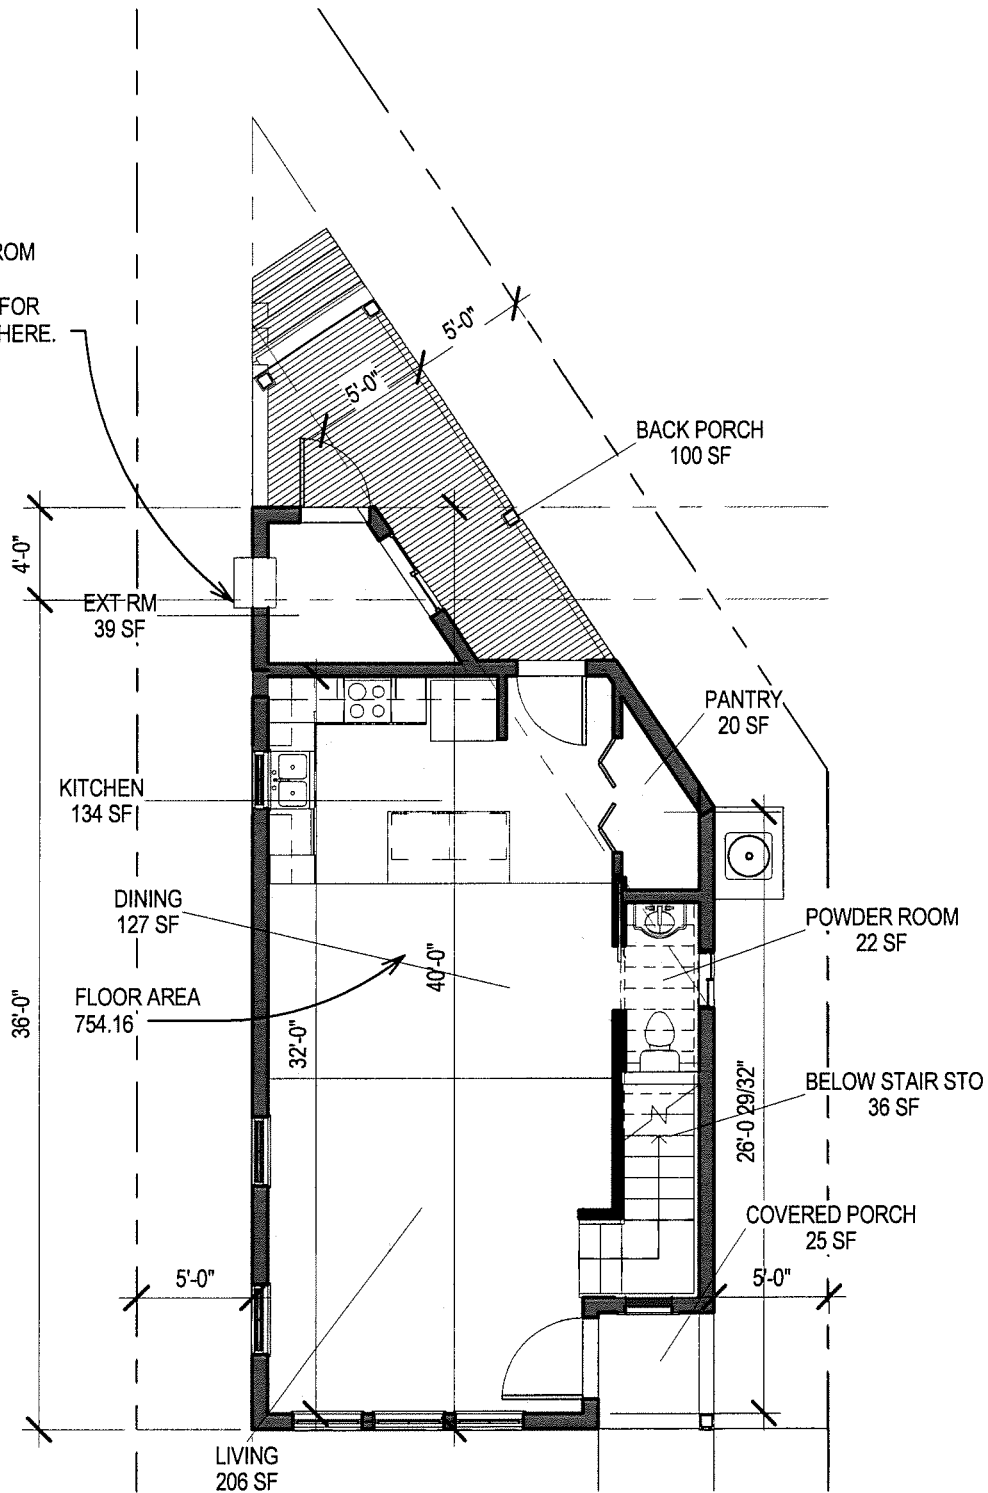 ROM
FOR
HERE.
5'-0"
5'-0"
BACK PORCH
100 SF
4'-0"
EXT RM
39 SF
PANTRY
20 SF
KITCHEN
134 SF
DINING
127 SF
POWDER ROOM
22 SF
40'-0"
FLOOR AREA
754.16
36'-0"
32'-0"
26'-0 29/32"
BELOW STAIR STO
36 SF
N
COVERED PORCH
25 SF
5'-0"
5'-0"
LIVING
206 SF